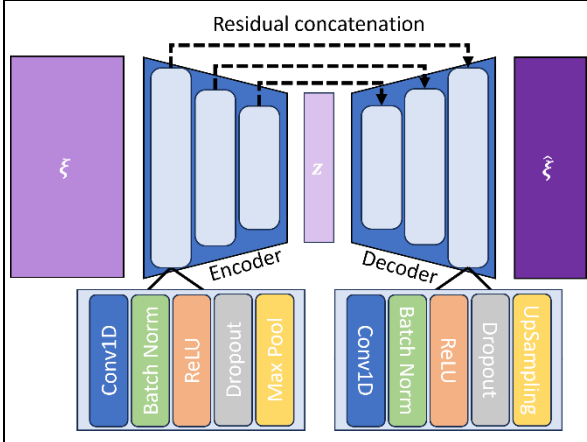 Residual concatenation
ξ
z
ξ̂
Encoder
Decoder
Conv1D
Batch Norm
ReLU
Dropout
Max Pool
Conv1D
Batch Norm
ReLU
Dropout
UpSampling